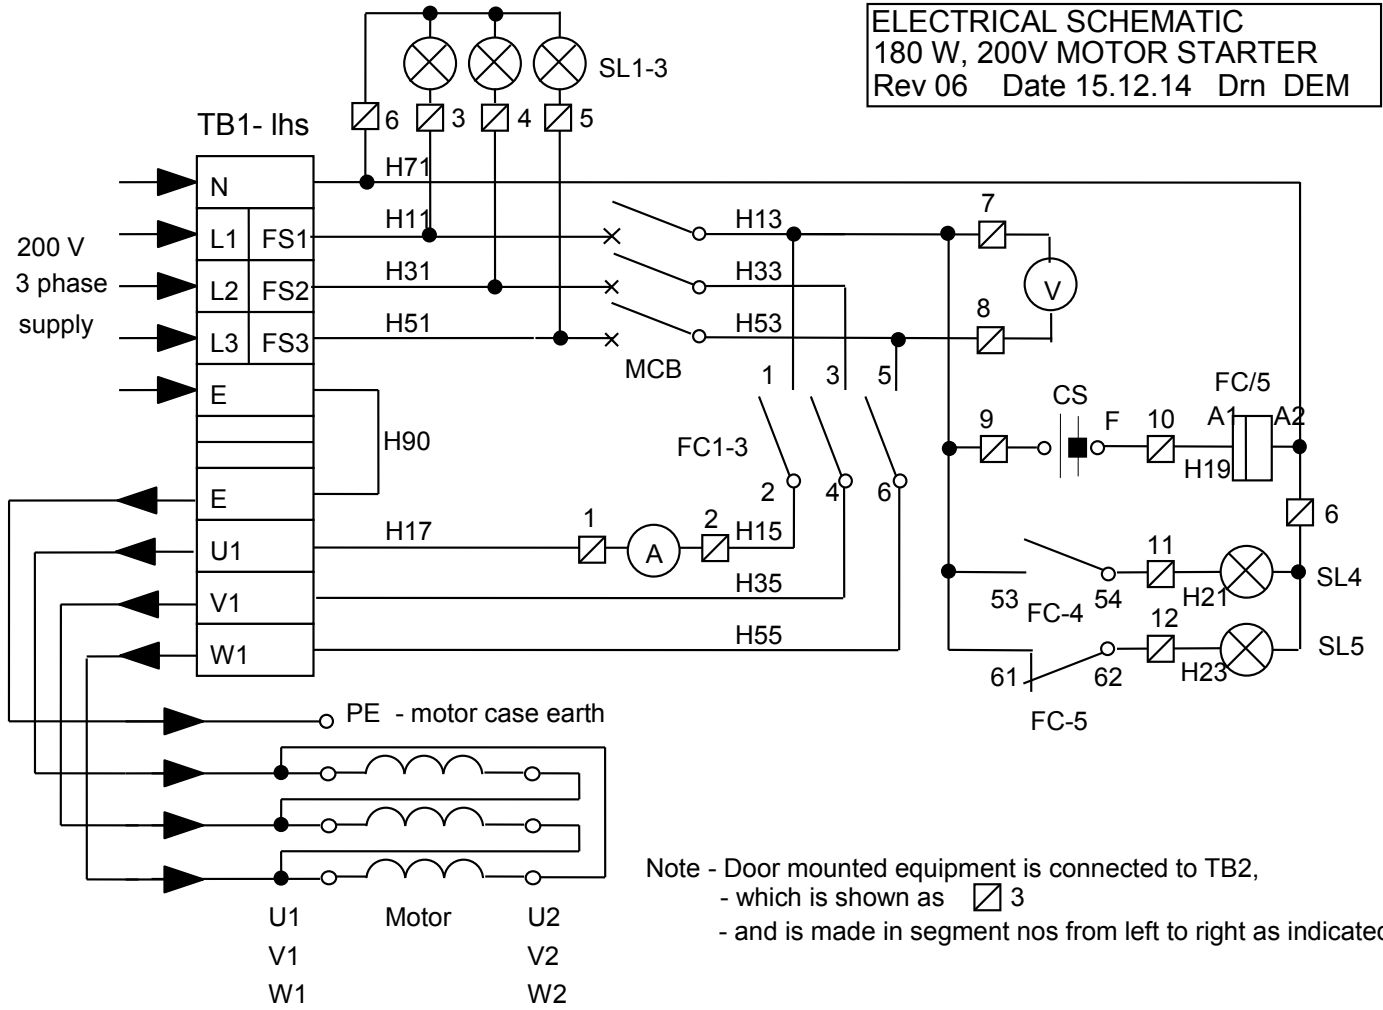 ELECTRICAL SCHEMATIC
180 W, 200V MOTOR STARTER
Rev 06 Date 15.12.14 Drn DEM
SL1-3
6 3 4 5
TB1- lhs
N H71
L1 FS1 H11 H13 7
L2 FS2 H31 H33 V
L3 FS3 H51 H53 8
200 V
3 phase
supply
MCB
E
H90
1 3 5
FC1-3
2 4 6
CS FC/5
9 F 10 A1 A2
H19
6
E
U1 H17 1 A 2 H15
V1 H35
W1 H55
11
53 FC-4 54 H21 SL4
12
61 62 H23 SL5
FC-5
PE - motor case earth
U1 Motor U2
V1 V2
W1 W2
Note - Door mounted equipment is connected to TB2,
- which is shown as 3
- and is made in segment nos from left to right as indicated